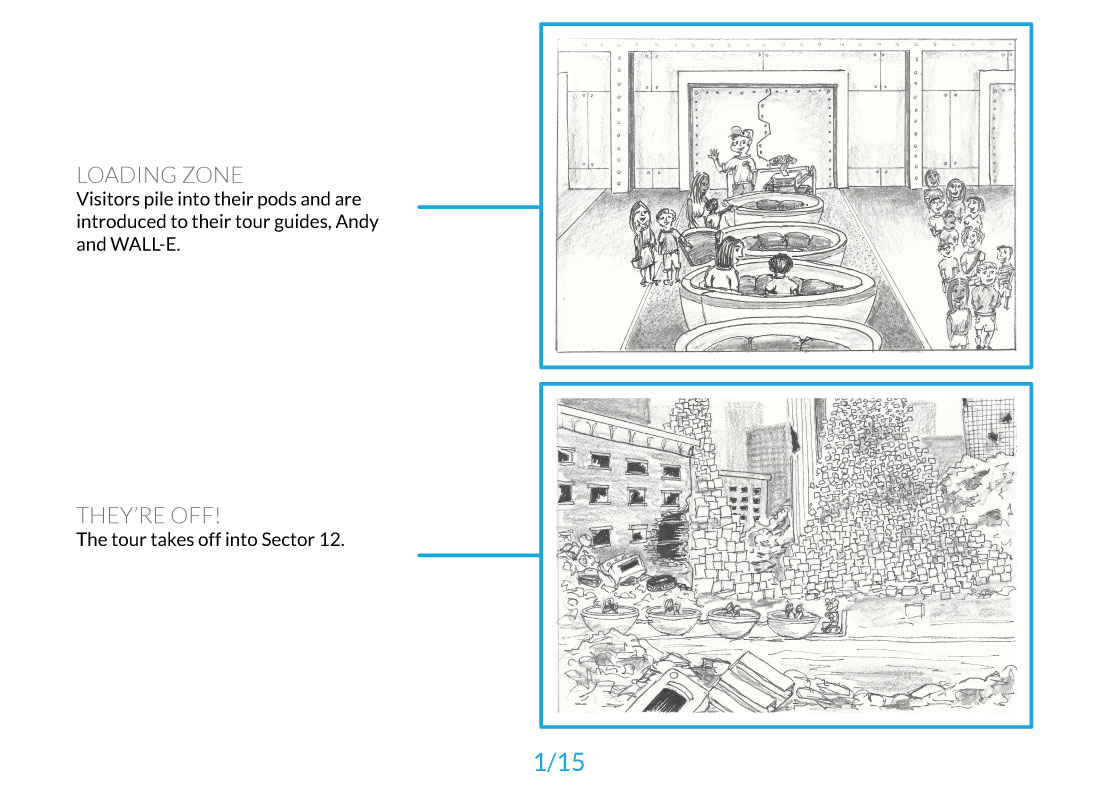 LOADING ZONE
Visitors pile into their pods and are
introduced to their tour guides, Andy
and WALL-E.
THEY’RE OFF!
The tour takes off into Sector 12.
1/15